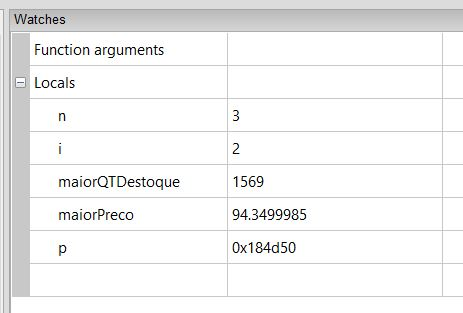 Watches
Function arguments
Locals
n 3
i 2
maiorQTDestoque 1569
maiorPreco 94.3499985
p 0x184d50